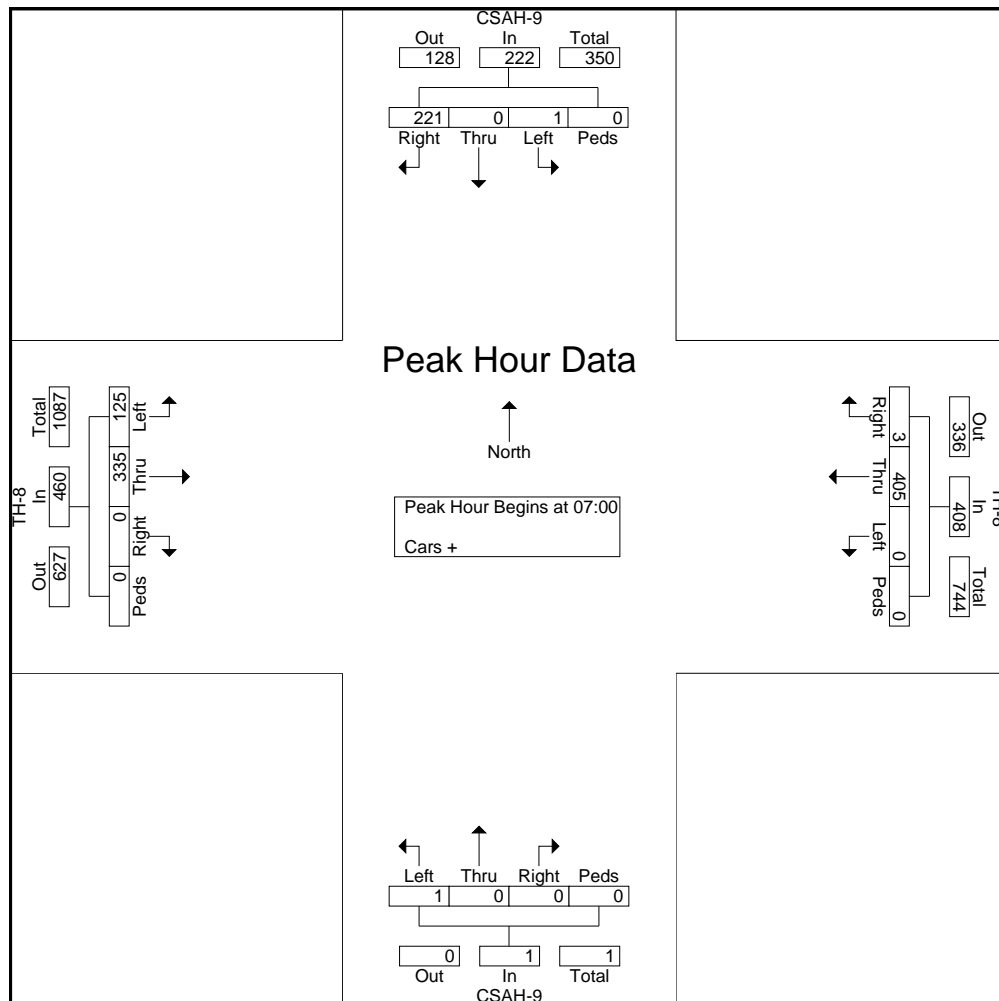 CSAH-9
Out In Total
128 222 350
221 0 1 0
Right Thru Left Peds
Peak Hour Data
North
Peak Hour Begins at 07:00
Cars +
TH-8
Total In Out
1087 460 627
125 335 0 0
Left Thru Right Peds
Right Thru Left Peds
3 405 0 0
Out In Total
336 408 744
TH-8
Left Thru Right Peds
1 0 0 0
0 1 1
Out In Total
CSAH-9